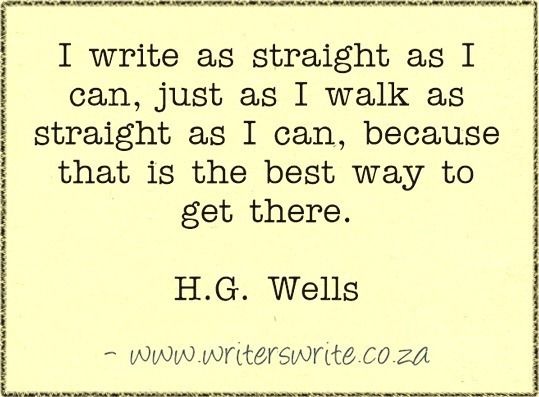 I write as straight as I
can, just as I walk as
straight as I can, because
that is the best way to
get there.
H.G. Wells
- www.writerswrite.co.za